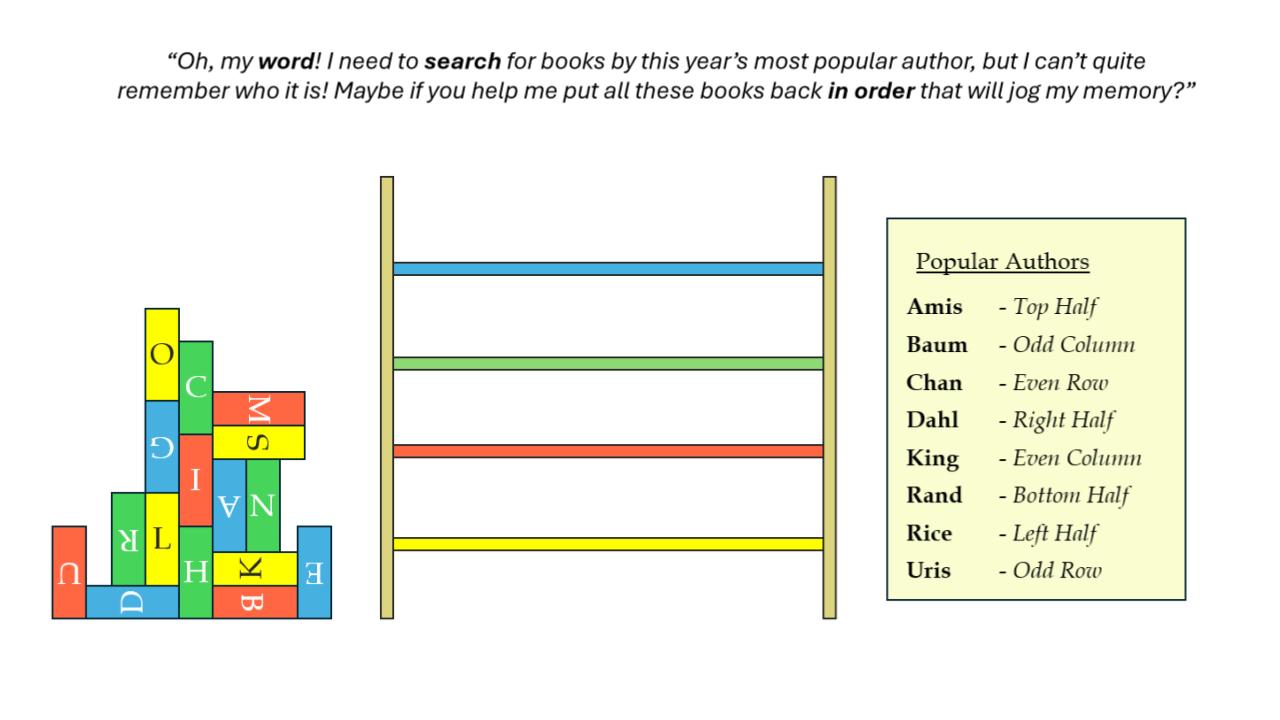 “Oh, my word! I need to search for books by this year’s most popular author, but I can’t quite
remember who it is! Maybe if you help me put all these books back in order that will jog my memory?”
Popular Authors
Amis - Top Half
Baum - Odd Column
Chan - Even Row
Dahl - Right Half
King - Even Column
Rand - Bottom Half
Rice - Left Half
Uris - Odd Row
O
C
M
S
G
I
A
N
R
L
U
H
K
E
D
B